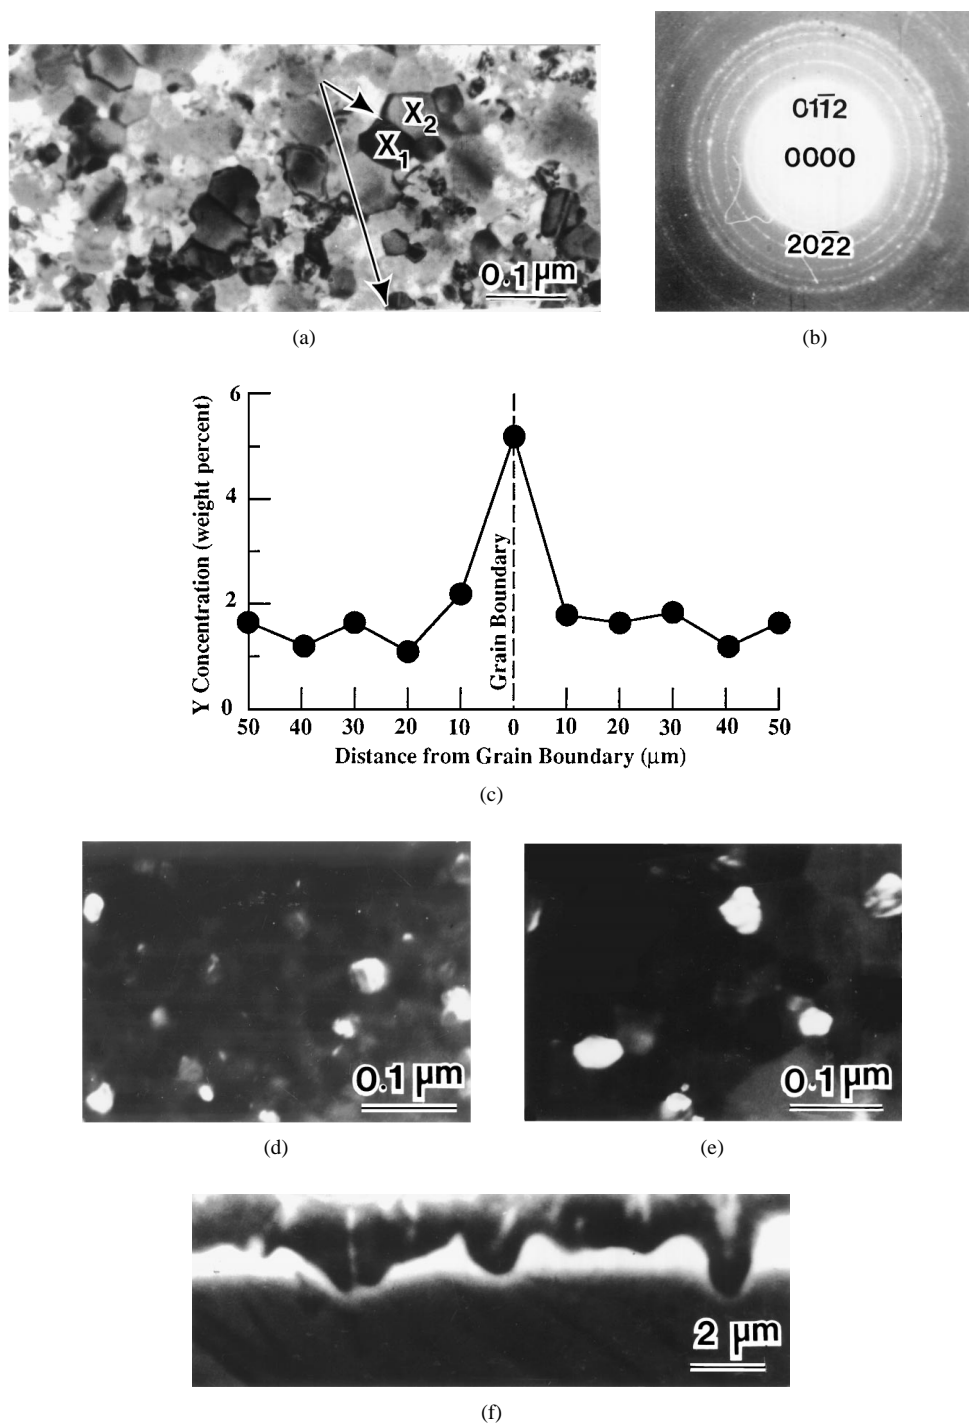 X₂
X₁
0.1 μm
(a)
011̅2
0000
202̅2
(b)
Y Concentration (weight percent)
6
4
2
0
Grain Boundary
50 40 30 20 10 0 10 20 30 40 50
Distance from Grain Boundary (μm)
(c)
0.1 μm
(d)
0.1 μm
(e)
2 μm
(f)